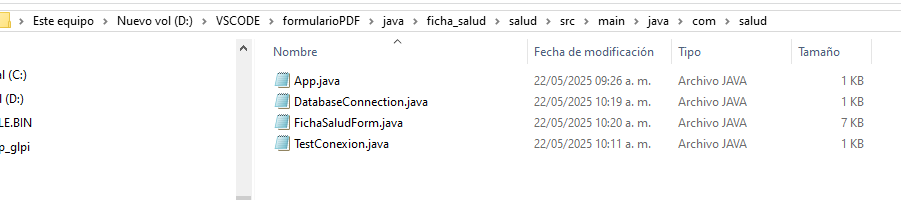 Este equipo > Nuevo vol (D:) > VSCODE > formularioPDF > java > ficha_salud > salud > src > main > java > com > salud
Nombre Fecha de modificación Tipo Tamaño
al (C:)
App.java 22/05/2025 09:26 a. m. Archivo JAVA 1 KB
l (D:)
DatabaseConnection.java 22/05/2025 10:19 a. m. Archivo JAVA 1 KB
LE.BIN
FichaSaludForm.java 22/05/2025 10:20 a. m. Archivo JAVA 7 KB
p_glpi
TestConexion.java 22/05/2025 10:11 a. m. Archivo JAVA 1 KB